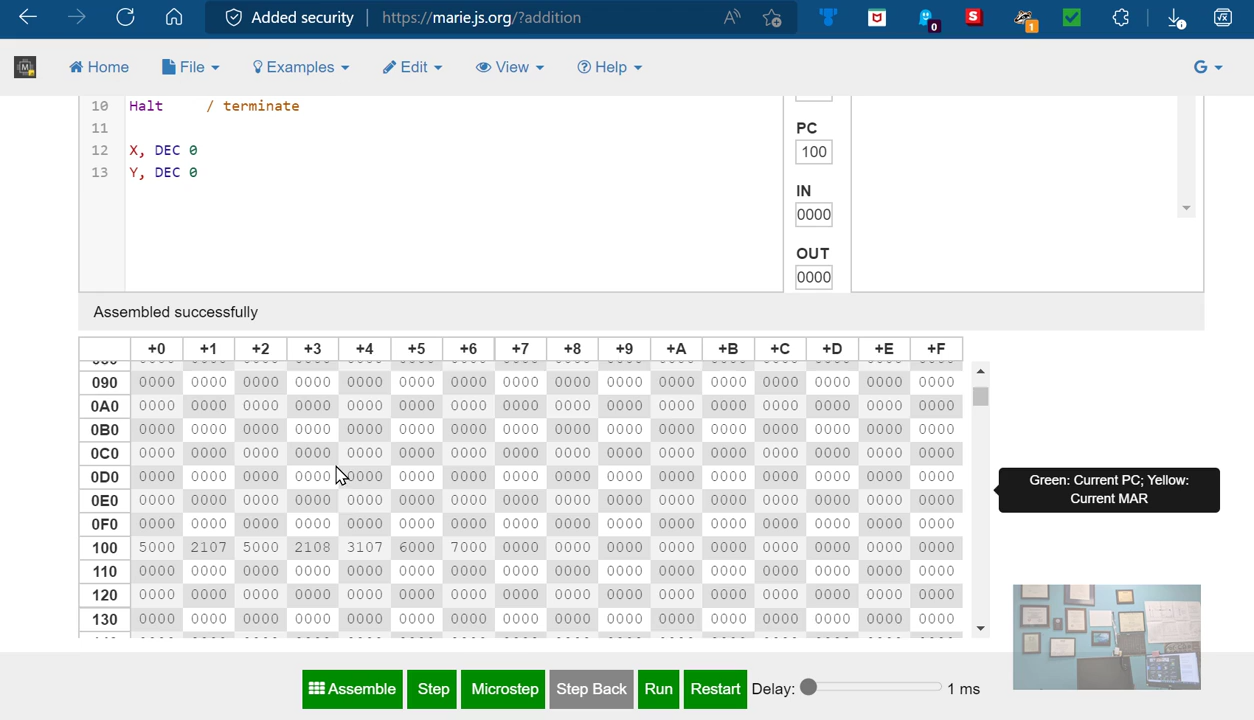 Added security | https://marie.js.org/?addition
0
1
Home File Examples Edit View Help G
10 Halt / terminate
11
12 X, DEC 0
13 Y, DEC 0
PC
100
IN
0000
OUT
0000
Assembled successfully
+0 +1 +2 +3 +4 +5 +6 +7 +8 +9 +A +B +C +D +E +F
090 0000 0000 0000 0000 0000 0000 0000 0000 0000 0000 0000 0000 0000 0000 0000 0000
0A0 0000 0000 0000 0000 0000 0000 0000 0000 0000 0000 0000 0000 0000 0000 0000 0000
0B0 0000 0000 0000 0000 0000 0000 0000 0000 0000 0000 0000 0000 0000 0000 0000 0000
0C0 0000 0000 0000 0000 0000 0000 0000 0000 0000 0000 0000 0000 0000 0000 0000 0000
0D0 0000 0000 0000 0000 0000 0000 0000 0000 0000 0000 0000 0000 0000 0000 0000 0000
0E0 0000 0000 0000 0000 0000 0000 0000 0000 0000 0000 0000 0000 0000 0000 0000 0000
0F0 0000 0000 0000 0000 0000 0000 0000 0000 0000 0000 0000 0000 0000 0000 0000 0000
100 5000 2107 5000 2108 3107 6000 7000 0000 0000 0000 0000 0000 0000 0000 0000 0000
110 0000 0000 0000 0000 0000 0000 0000 0000 0000 0000 0000 0000 0000 0000 0000 0000
120 0000 0000 0000 0000 0000 0000 0000 0000 0000 0000 0000 0000 0000 0000 0000 0000
130 0000 0000 0000 0000 0000 0000 0000 0000 0000 0000 0000 0000 0000 0000 0000 0000
Green: Current PC; Yellow:
Current MAR
Assemble Step Microstep Step Back Run Restart Delay: 1 ms